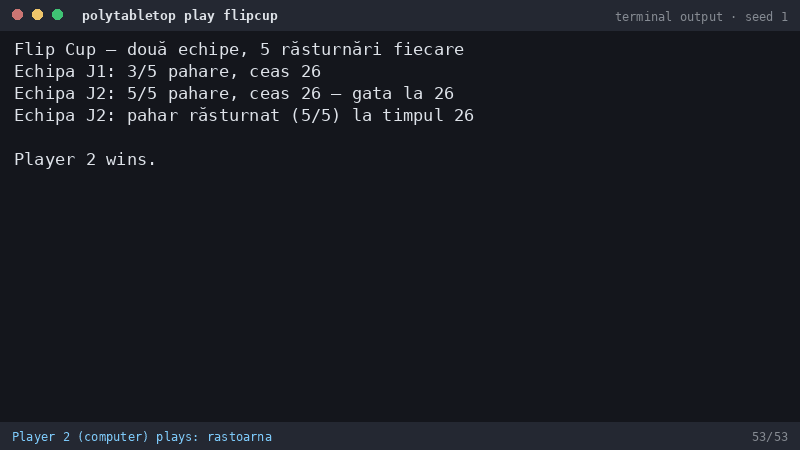 polytabletop play flipcup
terminal output · seed 1
Flip Cup — două echipe, 5 răsturnări fiecare
Echipa J1: 3/5 pahare, ceas 26
Echipa J2: 5/5 pahare, ceas 26 — gata la 26
Echipa J2: pahar răsturnat (5/5) la timpul 26
Player 2 wins.
Player 2 (computer) plays: rastoarna
53/53